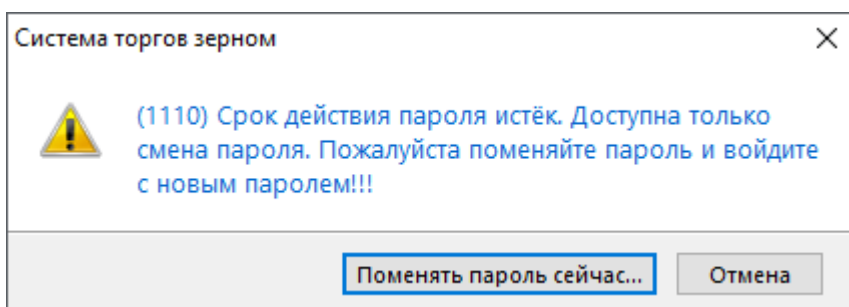 Система торгов зерном
(1110) Срок действия пароля истёк. Доступна только
смена пароля. Пожалуйста поменяйте пароль и войдите
с новым паролем!!!
Поменять пароль сейчас...
Отмена